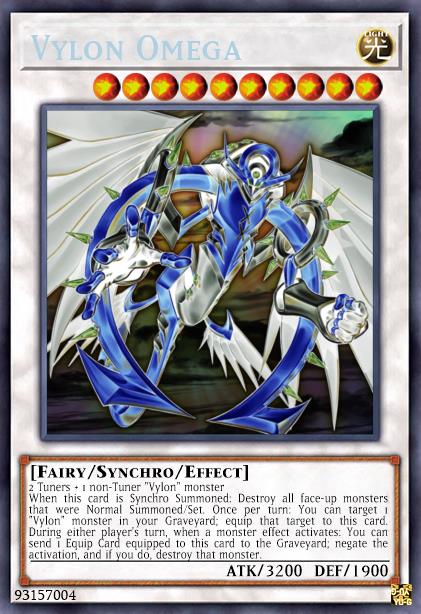 Vylon Omega
LIGHT
光
[Fairy/Synchro/Effect]
2 Tuners + 1 non-Tuner "Vylon" monster
When this card is Synchro Summoned: Destroy all face-up monsters
that were Normal Summoned/Set. Once per turn: You can target 1
"Vylon" monster in your Graveyard; equip that target to this card.
During either player's turn, when a monster effect activates: You can
send 1 Equip Card equipped to this card to the Graveyard; negate the
activation, and if you do, destroy that monster.
ATK/3200 DEF/1900
93157004